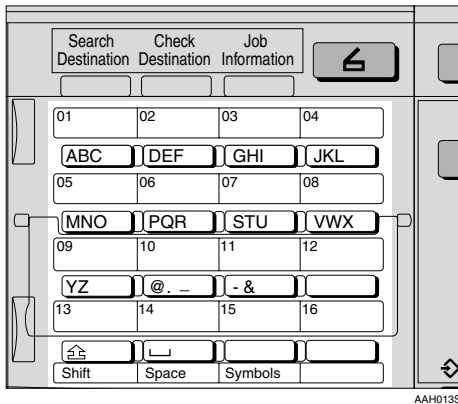 Search Check Job
Destination Destination Information
01 02 03 04
ABC DEF GHI JKL
05 06 07 08
MNO PQR STU VWX
09 10 11 12
YZ @. _ - &
13 14 15 16
Shift Space Symbols
AAH013S